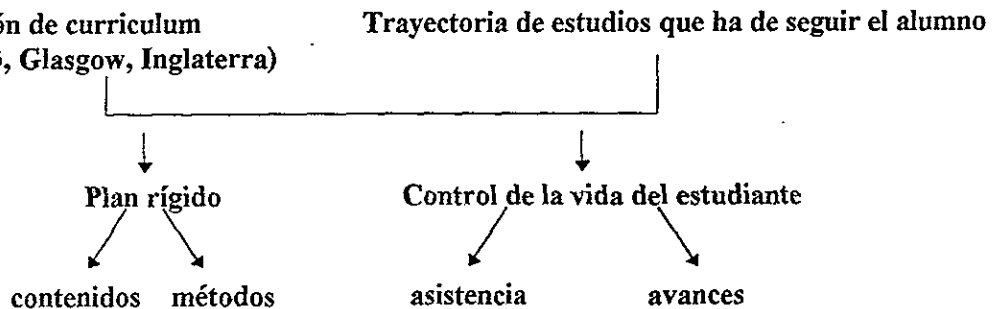 ón de curriculum
Trayectoria de estudios que ha de seguir el alumno
, Glasgow, Inglaterra)
Plan rígido
Control de la vida del estudiante
contenidos métodos
asistencia
avances